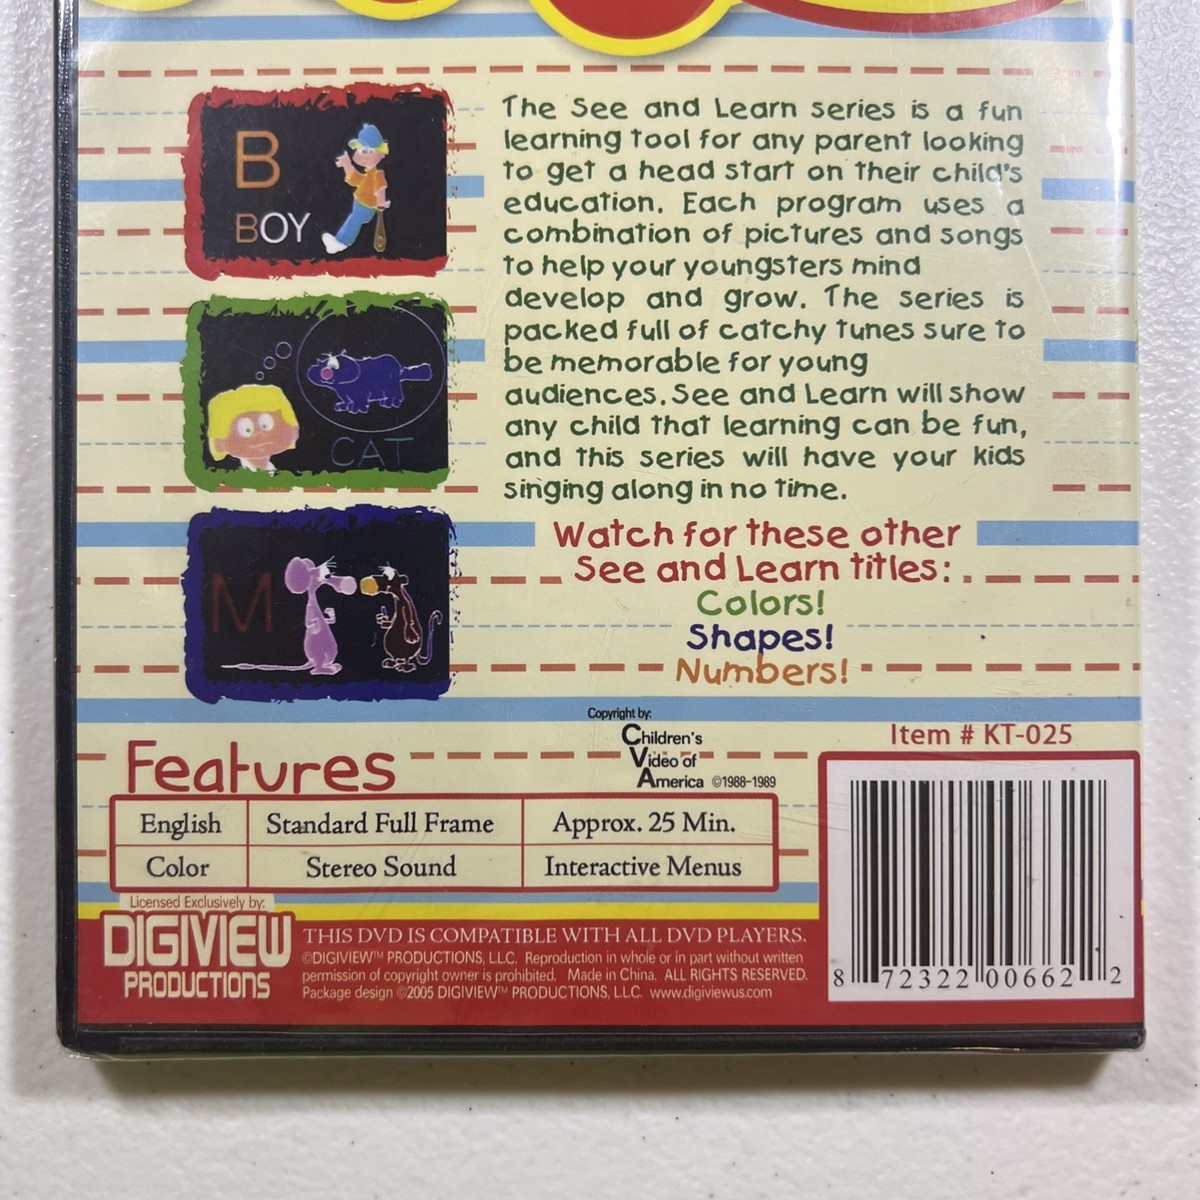 B
BOY
CAT
M
The See and Learn series is a fun
learning tool for any parent looking
to get a head start on their child's
education. Each program uses a
combination of pictures and songs
to help your youngsters mind
develop and grow. The series is
packed full of catchy tunes sure to
be memorable for young
audiences. See and Learn will show
any child that learning can be fun,
and this series will have your kids
singing along in no time.
Watch for these other
See and Learn titles:
Colors!
Shapes!
Numbers!
Copyright by:
Children's
Video of
America ©1988-1989
Item # KT-025
Features
English Standard Full Frame Approx. 25 Min.
Color Stereo Sound Interactive Menus
Licensed Exclusively by:
DIGIVIEW
PRODUCTIONS
THIS DVD IS COMPATIBLE WITH ALL DVD PLAYERS.
©DIGIVIEW™ PRODUCTIONS, LLC. Reproduction in whole or in part without written
permission of copyright owner is prohibited. Made in China. ALL RIGHTS RESERVED.
Package design ©2005 DIGIVIEW™ PRODUCTIONS, LLC. www.digiviewus.com
8 72322 00662 2